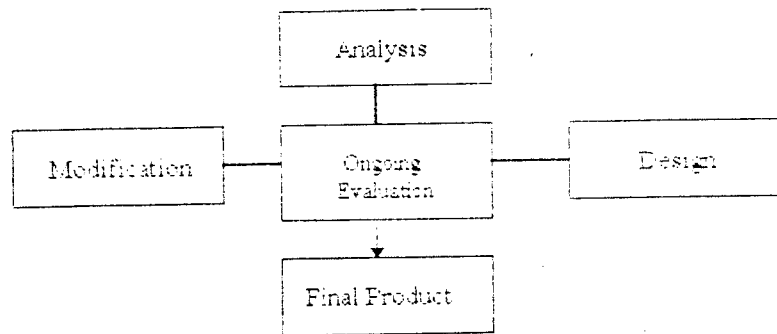 Analysis
Modification
Ongoing
Evaluation
Design
Final Product